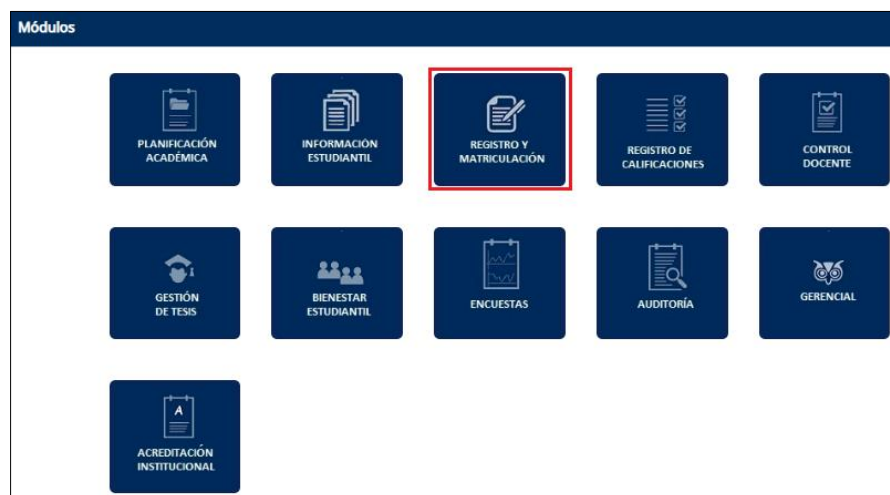 Módulos
PLANIFICACIÓN
ACADÉMICA
INFORMACIÓN
ESTUDIANTIL
REGISTRO Y
MATRICULACIÓN
REGISTRO DE
CALIFICACIONES
CONTROL
DOCENTE
GESTIÓN
DE TESIS
BIENESTAR
ESTUDIANTIL
ENCUESTAS
AUDITORÍA
GERENCIAL
A
ACREDITACIÓN
INSTITUCIONAL